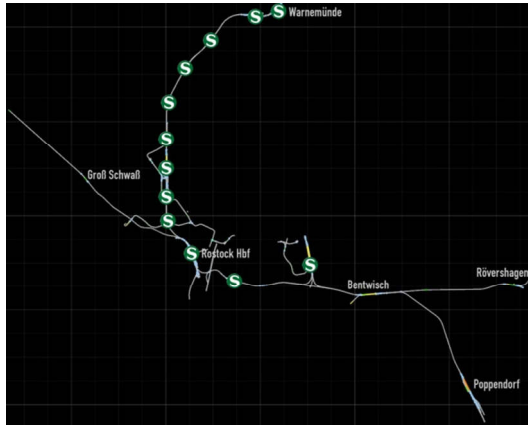 S
S
Warnemünde
S
S
S
S
S
Groß Schwaß
S
S
S
Rostock Hbf
S
S
Bentwisch
Rövershagen
Poppendorf